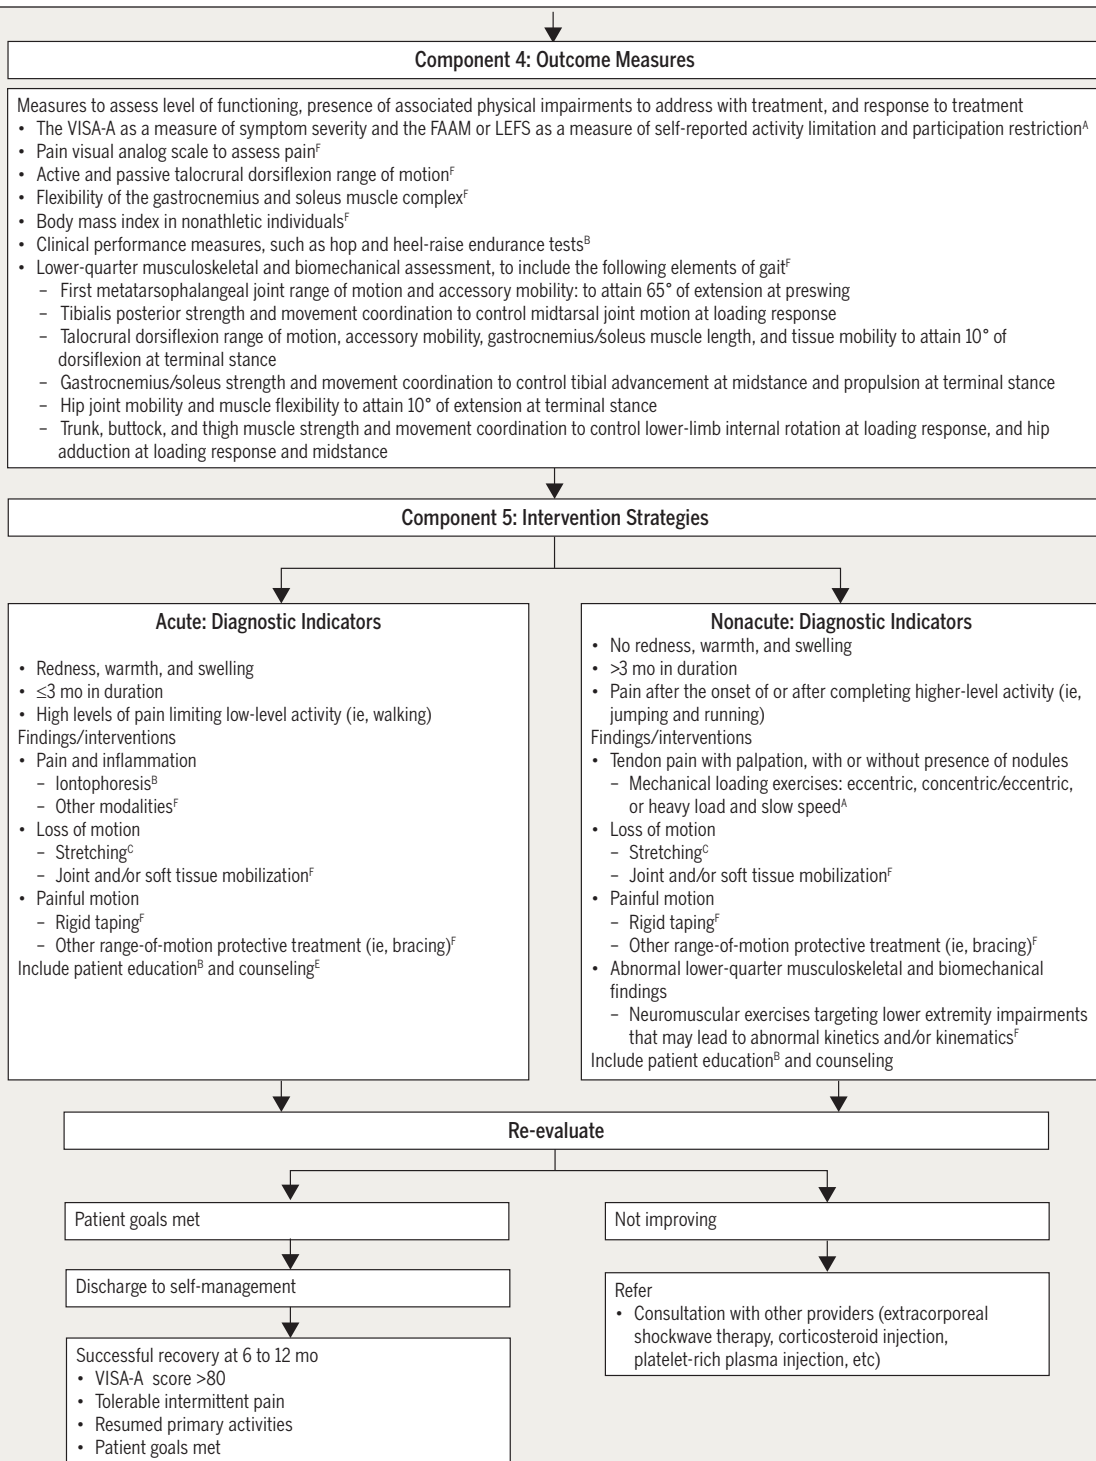 Component 4: Outcome Measures
Measures to assess level of functioning, presence of associated physical impairments to address with treatment, and response to treatment
• The VISA-A as a measure of symptom severity and the FAAM or LEFS as a measure of self-reported activity limitation and participation restrictionᴬ
• Pain visual analog scale to assess painF
• Active and passive talocrural dorsiflexion range of motionF
• Flexibility of the gastrocnemius and soleus muscle complexF
• Body mass index in nonathletic individualsF
• Clinical performance measures, such as hop and heel-raise endurance testsB
• Lower-quarter musculoskeletal and biomechanical assessment, to include the following elements of gaitF
– First metatarsophalangeal joint range of motion and accessory mobility: to attain 65° of extension at preswing
– Tibialis posterior strength and movement coordination to control midtarsal joint motion at loading response
– Talocrural dorsiflexion range of motion, accessory mobility, gastrocnemius/soleus muscle length, and tissue mobility to attain 10° of
dorsiflexion at terminal stance
– Gastrocnemius/soleus strength and movement coordination to control tibial advancement at midstance and propulsion at terminal stance
– Hip joint mobility and muscle flexibility to attain 10° of extension at terminal stance
– Trunk, buttock, and thigh muscle strength and movement coordination to control lower-limb internal rotation at loading response, and hip
adduction at loading response and midstance
Component 5: Intervention Strategies
Acute: Diagnostic Indicators
• Redness, warmth, and swelling
• ≤3 mo in duration
• High levels of pain limiting low-level activity (ie, walking)
Findings/interventions
• Pain and inflammation
– IontophoresisB
– Other modalitiesF
• Loss of motion
– StretchingC
– Joint and/or soft tissue mobilizationF
• Painful motion
– Rigid tapingF
– Other range-of-motion protective treatment (ie, bracing)F
Include patient educationB and counselingE
Nonacute: Diagnostic Indicators
• No redness, warmth, and swelling
• >3 mo in duration
• Pain after the onset of or after completing higher-level activity (ie,
jumping and running)
Findings/interventions
• Tendon pain with palpation, with or without presence of nodules
– Mechanical loading exercises: eccentric, concentric/eccentric,
or heavy load and slow speedA
• Loss of motion
– StretchingC
– Joint and/or soft tissue mobilizationF
• Painful motion
– Rigid tapingF
– Other range-of-motion protective treatment (ie, bracing)F
• Abnormal lower-quarter musculoskeletal and biomechanical
findings
– Neuromuscular exercises targeting lower extremity impairments
that may lead to abnormal kinetics and/or kinematicsF
Include patient educationB and counseling
Re-evaluate
Patient goals met
Discharge to self-management
Successful recovery at 6 to 12 mo
• VISA-A score >80
• Tolerable intermittent pain
• Resumed primary activities
• Patient goals met
Not improving
Refer
• Consultation with other providers (extracorporeal
shockwave therapy, corticosteroid injection,
platelet-rich plasma injection, etc)